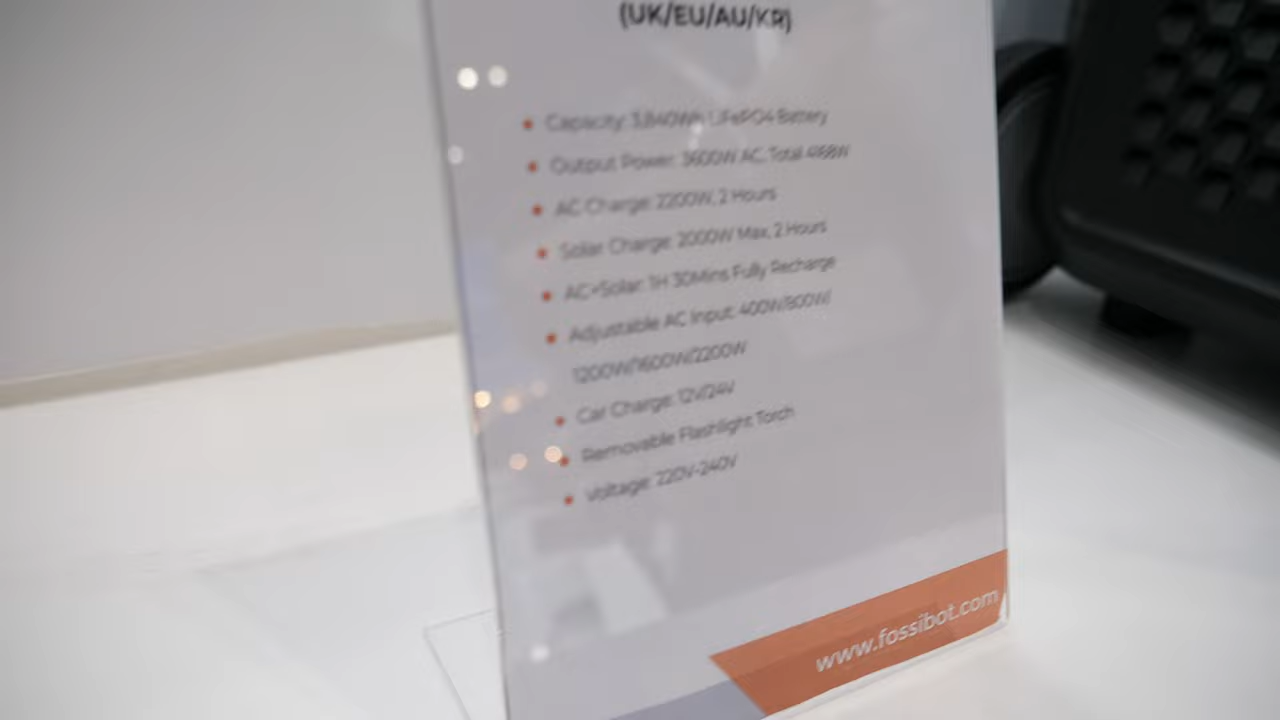 (UK/EU/AU/KR)
Capacity: 3,840Wh LiFePO4 Battery
Output Power: 3600W AC, Total 4168W
AC Charge: 2200W, 2 Hours
Solar Charge: 2000W Max, 2 Hours
AC+Solar: 1H 30Mins Fully Recharge
Adjustable AC Input: 400W/800W/
1200W/1600W/2200W
Car Charge: 12V/24V
Removable Flashlight Torch
Voltage: 220V-240V
www.fossibot.com